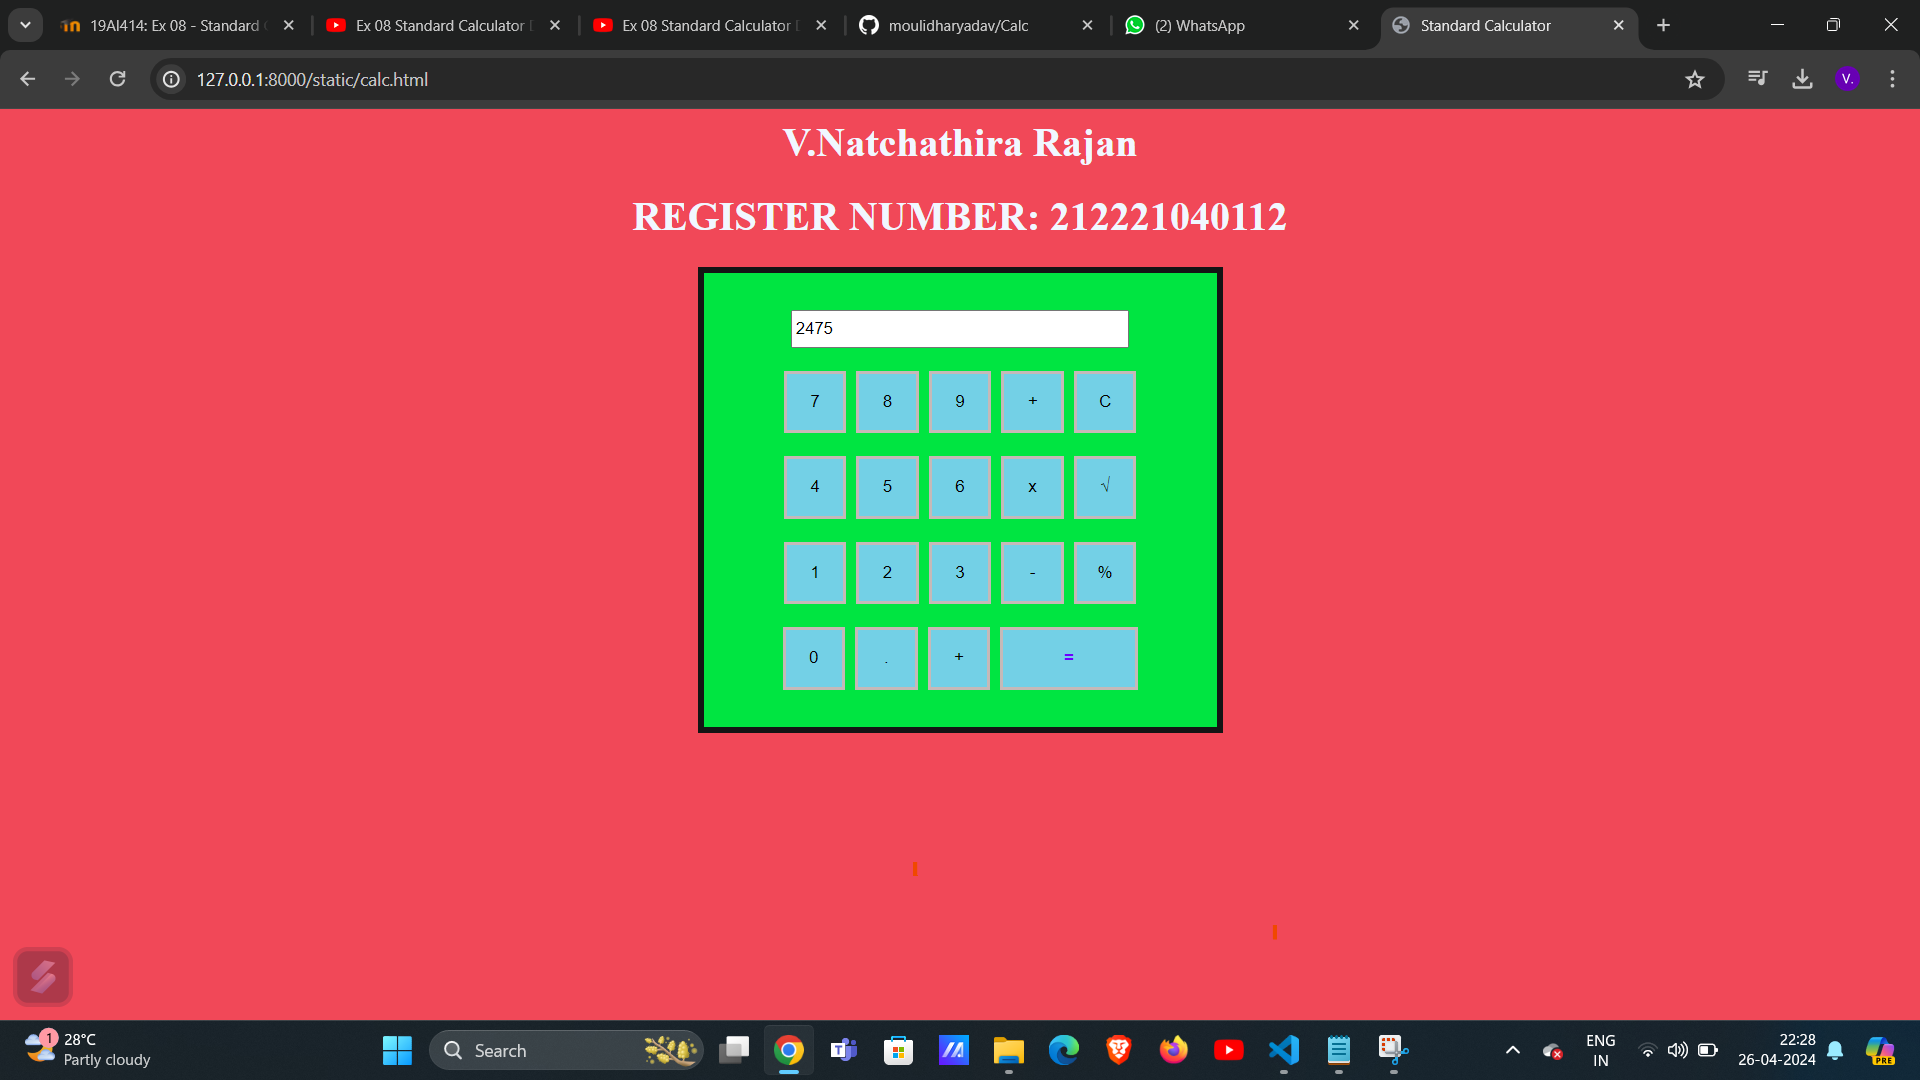 19AI414: Ex 08 - Standard
Ex 08 Standard Calculator
Ex 08 Standard Calculator
moulidharyadav/Calc
(2) WhatsApp
Standard Calculator
127.0.0.1:8000/static/calc.html
V.
V.Natchathira Rajan
REGISTER NUMBER: 212221040112
2475
7 8 9 + C
4 5 6 x √
1 2 3 - %
0 . + =
1
28°C
Partly cloudy
Search
ENG
IN
22:28
26-04-2024
PRE